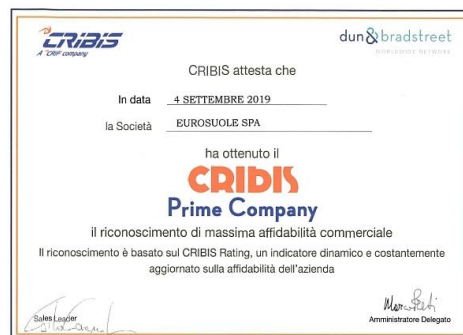 CRIBIS
A "CRIF company
dun & bradstreet
WORLDWIDE NETWORK
CRIBIS attesta che
In data 4 SETTEMBRE 2019
la Società EUROSUOLE SPA
ha ottenuto il
CRIBIS
Prime Company
il riconoscimento di massima affidabilità commerciale
Il riconoscimento è basato sul CRIBIS Rating, un indicatore dinamico e costantemente
aggiornato sulla affidabilità dell'azienda
Sales Leader
Amministratore Delegato